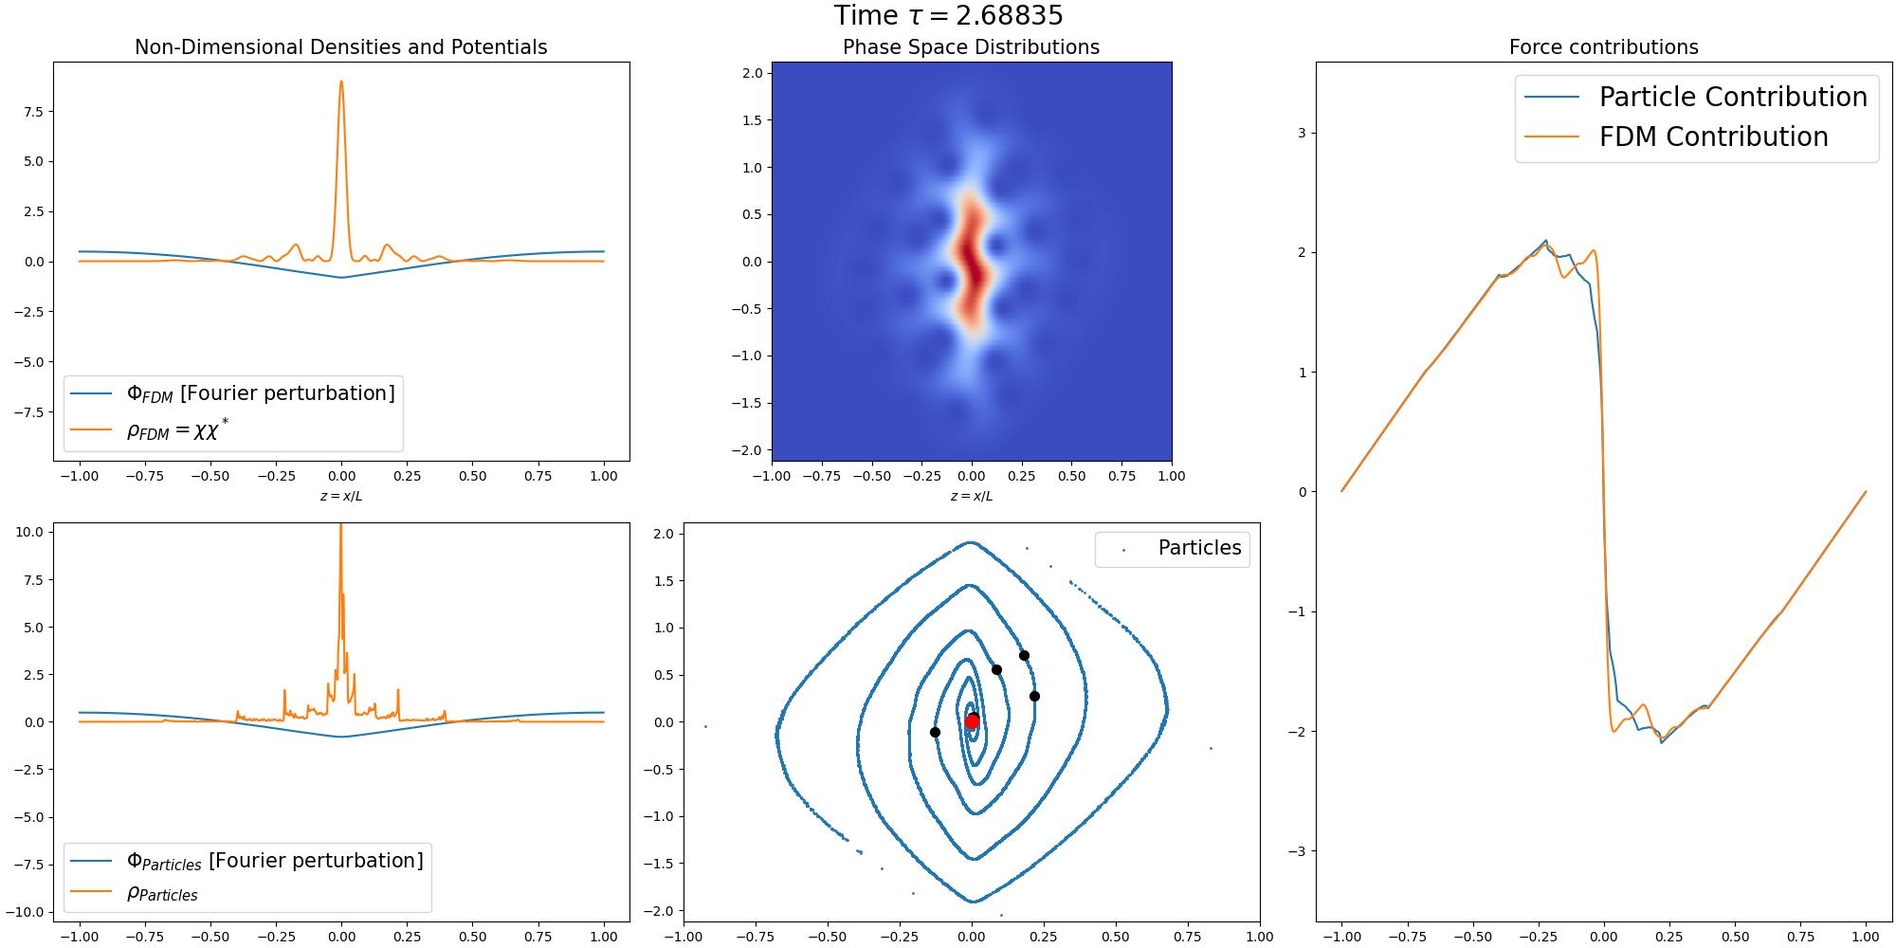 Time τ = 2.68835
Non-Dimensional Densities and Potentials
7.5
5.0
2.5
0.0
−2.5
−5.0
−7.5
Φ_FDM [Fourier perturbation]
ρ_FDM = χχ*
−1.00 −0.75 −0.50 −0.25 0.00 0.25 0.50 0.75 1.00
z = x/L
Phase Space Distributions
2.0
1.5
1.0
0.5
0.0
−0.5
−1.0
−1.5
−2.0
−1.00 −0.75 −0.50 −0.25 0.00 0.25 0.50 0.75 1.00
z = x/L
Force contributions
Particle Contribution
FDM Contribution
3
2
1
0
−1
−2
−3
−1.00 −0.75 −0.50 −0.25 0.00 0.25 0.50 0.75 1.00
10.0
7.5
5.0
2.5
0.0
−2.5
−5.0
−7.5
−10.0
Φ_Particles [Fourier perturbation]
ρ_Particles
−1.00 −0.75 −0.50 −0.25 0.00 0.25 0.50 0.75 1.00
Particles
2.0
1.5
1.0
0.5
0.0
−0.5
−1.0
−1.5
−2.0
−1.00 −0.75 −0.50 −0.25 0.00 0.25 0.50 0.75 1.00